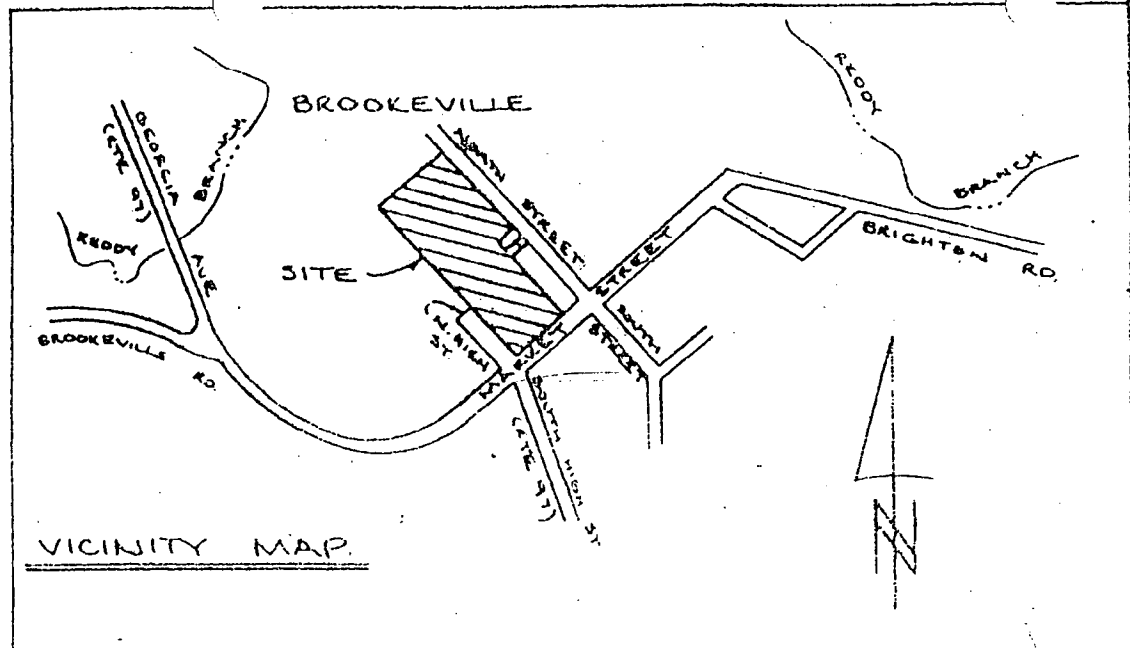 BROOKEVILLE
GEORGIA AVE
(RTE 97)
REDDY BRANCH
NORTH STREET
REDDY BRANCH
BRIGHTON RD.
SITE
MARKET STREET
SOUTH STREET
(N. HIGH ST.
BROOKEVILLE RD.
SOUTH HIGH ST.
(RTE 97)
VICINITY MAP.
N